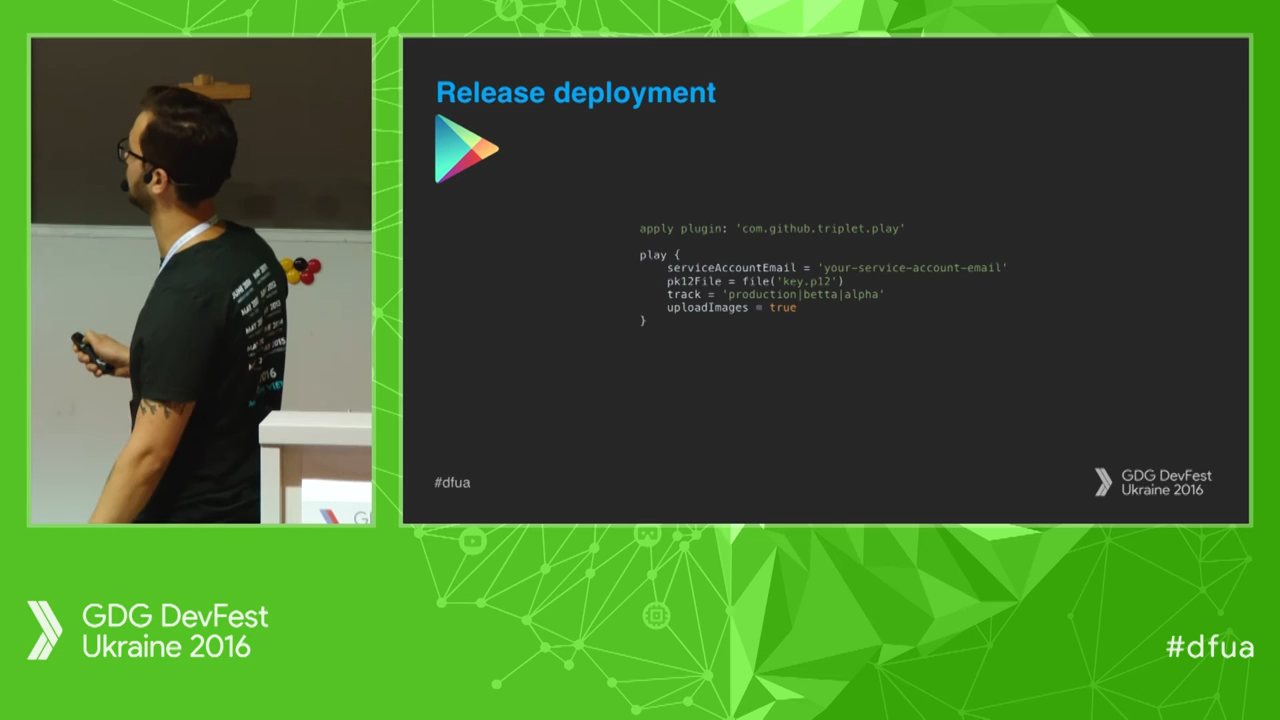 Release deployment
apply plugin: 'com.github.triplet.play'
play {
serviceAccountEmail = 'your-service-account-email'
pk12File = file('key.p12')
track = 'production|betta|alpha'
uploadImages = true
}
#dfua
GDG DevFest
Ukraine 2016
GDG DevFest
Ukraine 2016
#dfua